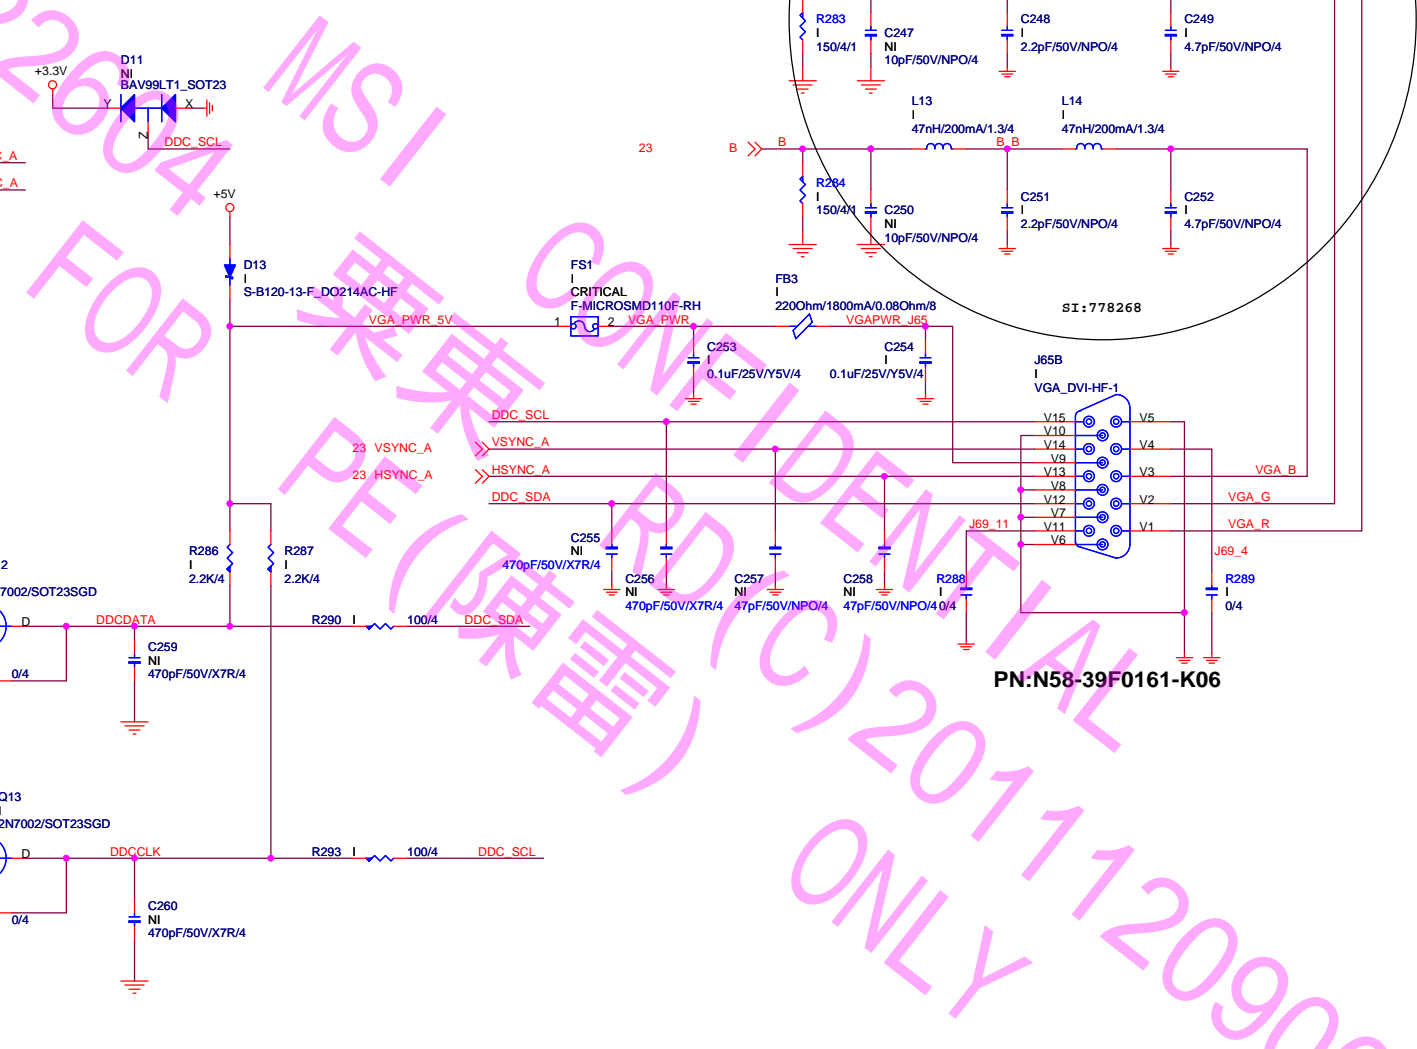 R283
I
150/4/1
C247
NI
10pF/50V/NPO/4
C248
I
2.2pF/50V/NPO/4
C249
I
4.7pF/50V/NPO/4
D11
NI
BAV99LT1_SOT23
+3.3V
Y
X
Z
DDC_SCL
_A
_A
L13
I
47nH/200mA/1.3/4
L14
I
47nH/200mA/1.3/4
23
B
B
B_B
R284
I
150/4/1
C250
NI
10pF/50V/NPO/4
C251
I
2.2pF/50V/NPO/4
C252
I
4.7pF/50V/NPO/4
+5V
D13
I
S-B120-13-F_DO214AC-HF
FS1
I
CRITICAL
F-MICROSMD110F-RH
FB3
I
220Ohm/1800mA/0.08Ohm/8
SI:778268
VGA_PWR_5V
1
2
VGA_PWR
VGAPWR_J65
C253
I
0.1uF/25V/Y5V/4
C254
I
0.1uF/25V/Y5V/4
J65B
I
VGA_DVI-HF-1
DDC_SCL
23 VSYNC_A
VSYNC_A
23 HSYNC_A
HSYNC_A
DDC_SDA
V15
V10
V14
V9
V13
V8
V12
V7
V11
V6
V5
V4
V3
V2
V1
VGA_B
VGA_G
VGA_R
J69_11
J69_4
R286
I
2.2K/4
R287
I
2.2K/4
C255
NI
470pF/50V/X7R/4
C256
NI
470pF/50V/X7R/4
C257
NI
47pF/50V/NPO/4
C258
NI
47pF/50V/NPO/4
R288
I
0/4
R289
I
0/4
2
7002/SOT23SGD
D
DDCDATA
R290 I 100/4
DDC_SDA
C259
NI
470pF/50V/X7R/4
0/4
PN:N58-39F0161-K06
Q13
2N7002/SOT23SGD
D
DDCCLK
R293 I 100/4
DDC_SCL
C260
NI
470pF/50V/X7R/4
0/4
MSI CONFIDENTIAL
22604 粟東 RD(C)201111209
FOR PE(陳雷) ONLY